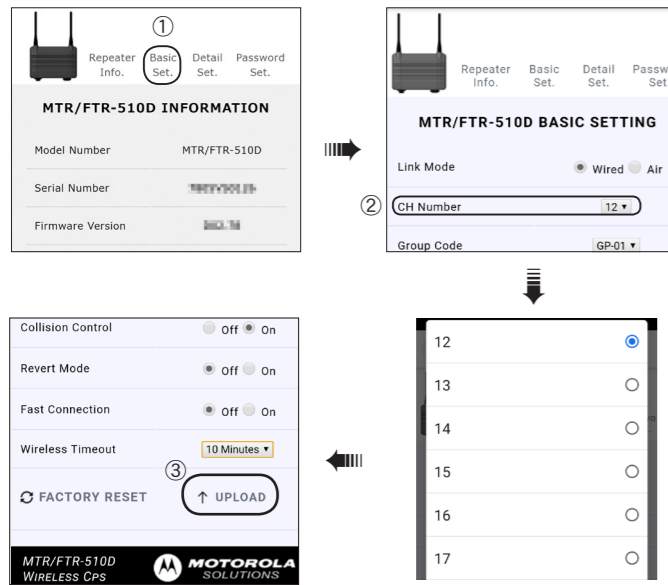 ①
Repeater Info.
Basic Set.
Detail Set.
Password Set.
MTR/FTR-510D INFORMATION
Model Number MTR/FTR-510D
Serial Number
Firmware Version
Repeater Info.
Basic Set.
Detail Set.
Passw
Set
MTR/FTR-510D BASIC SETTING
Link Mode Wired Air
②
CH Number 12 ▾
Group Code GP-01 ▾
12
13
14
15
16
17
Collision Control Off On
Revert Mode Off On
Fast Connection Off On
Wireless Timeout 10 Minutes ▾
③
FACTORY RESET ↑ UPLOAD
MTR/FTR-510D
WIRELESS CPS
MOTOROLA
SOLUTIONS